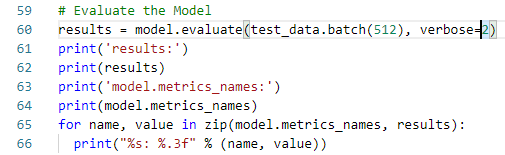 59 # Evaluate the Model
60 results = model.evaluate(test_data.batch(512), verbose=2)
61 print('results:')
62 print(results)
63 print('model.metrics_names:')
64 print(model.metrics_names)
65 for name, value in zip(model.metrics_names, results):
66   print("%s: %.3f" % (name, value))